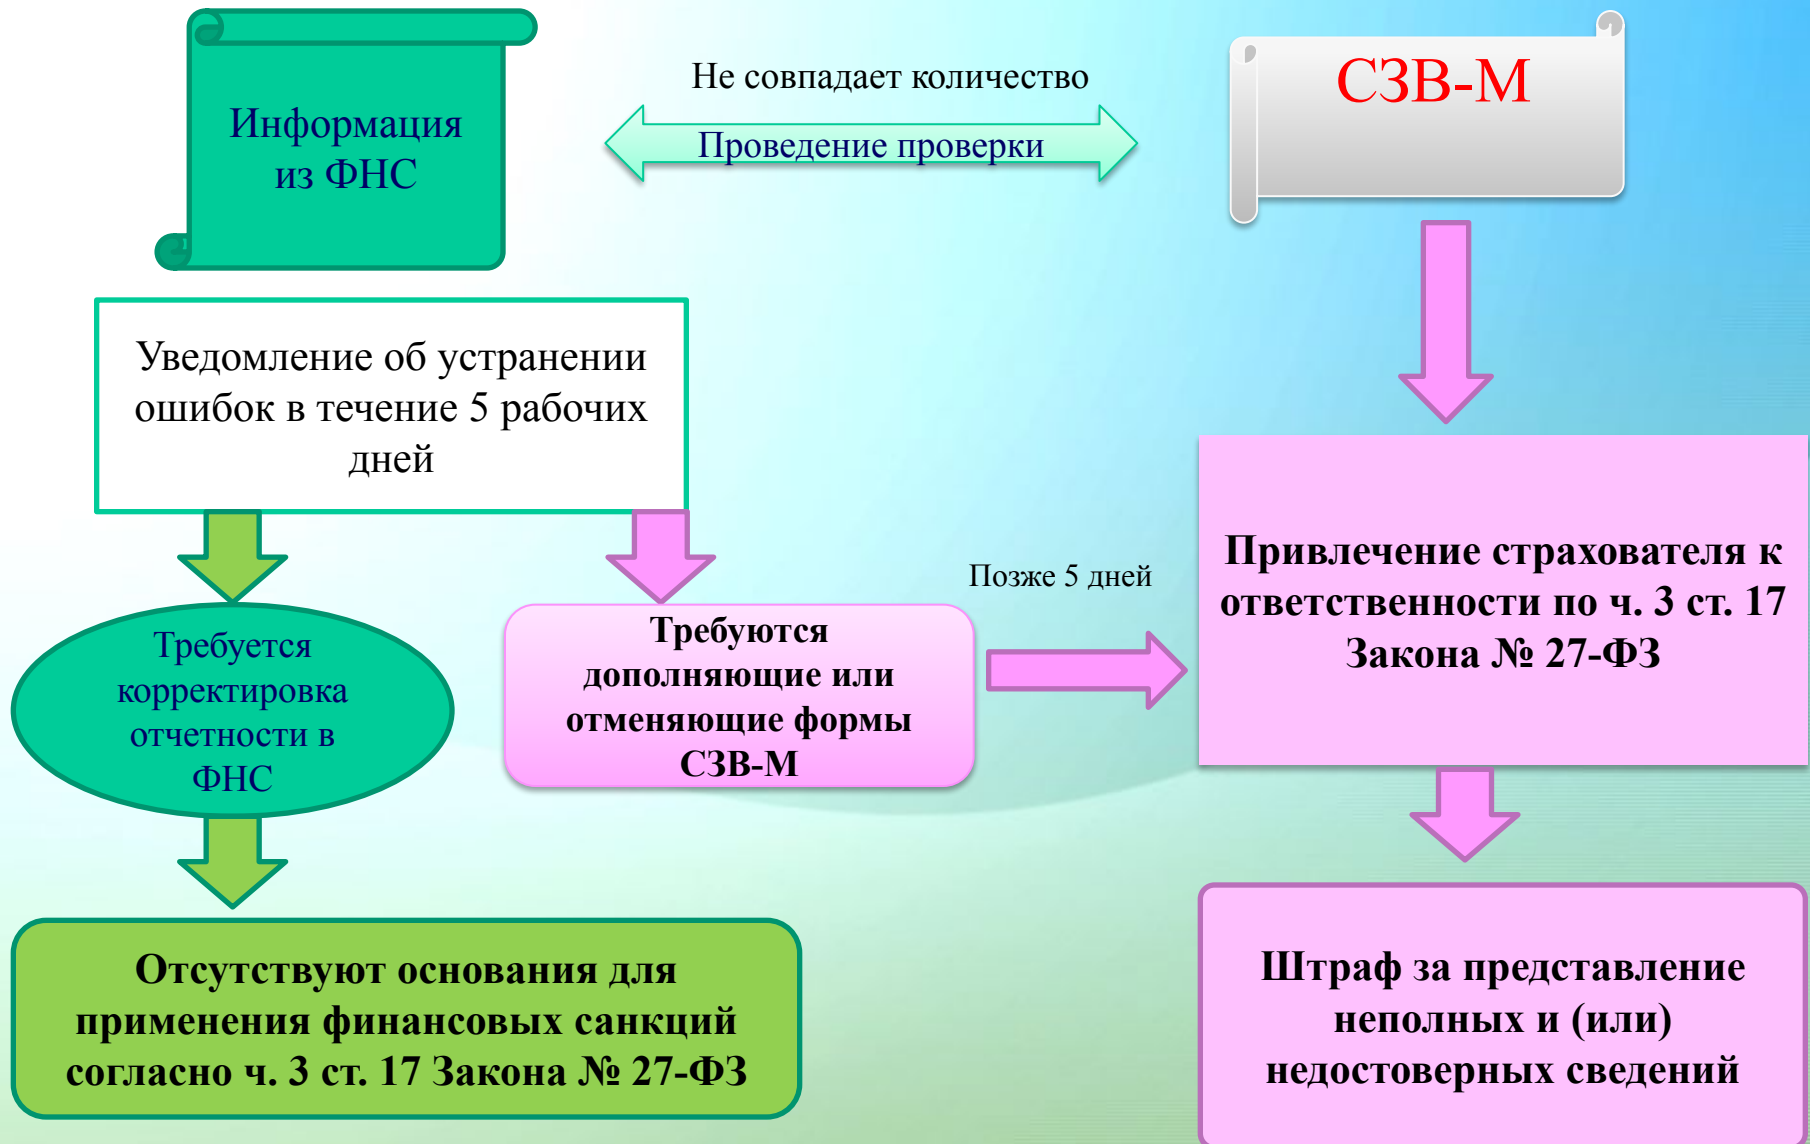 Информация
из ФНС
Не совпадает количество
Проведение проверки
СЗВ-М
Уведомление об устранении
ошибок в течение 5 рабочих
дней
Требуется
корректировка
отчетности в
ФНС
Требуются
дополняющие или
отменяющие формы
СЗВ-М
Позже 5 дней
Привлечение страхователя к
ответственности по ч. 3 ст. 17
Закона № 27-ФЗ
Отсутствуют основания для
применения финансовых санкций
согласно ч. 3 ст. 17 Закона № 27-ФЗ
Штраф за представление
неполных и (или)
недостоверных сведений